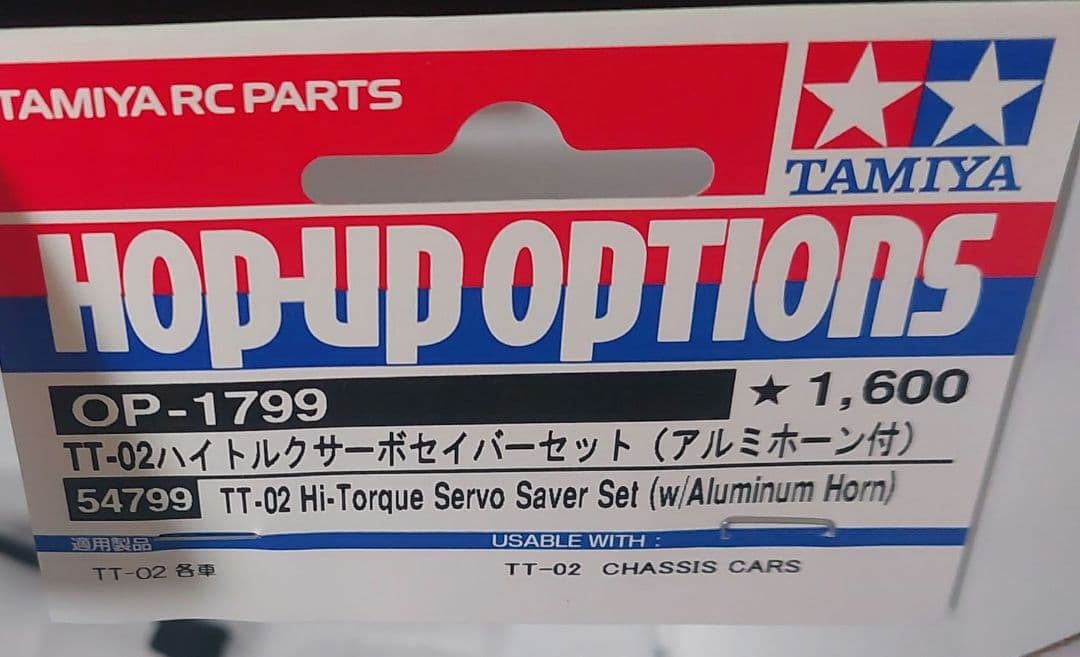 TAMIYA RC PARTS
TAMIYA
HOP-UP OPTIONS
OP-1799 ★ 1,600
TT-02ハイトルクサーボセイバーセット（アルミホーン付）
54799 TT-02 Hi-Torque Servo Saver Set (w/Aluminum Horn)
適用製品 USABLE WITH :
TT-02 各車 TT-02 CHASSIS CARS